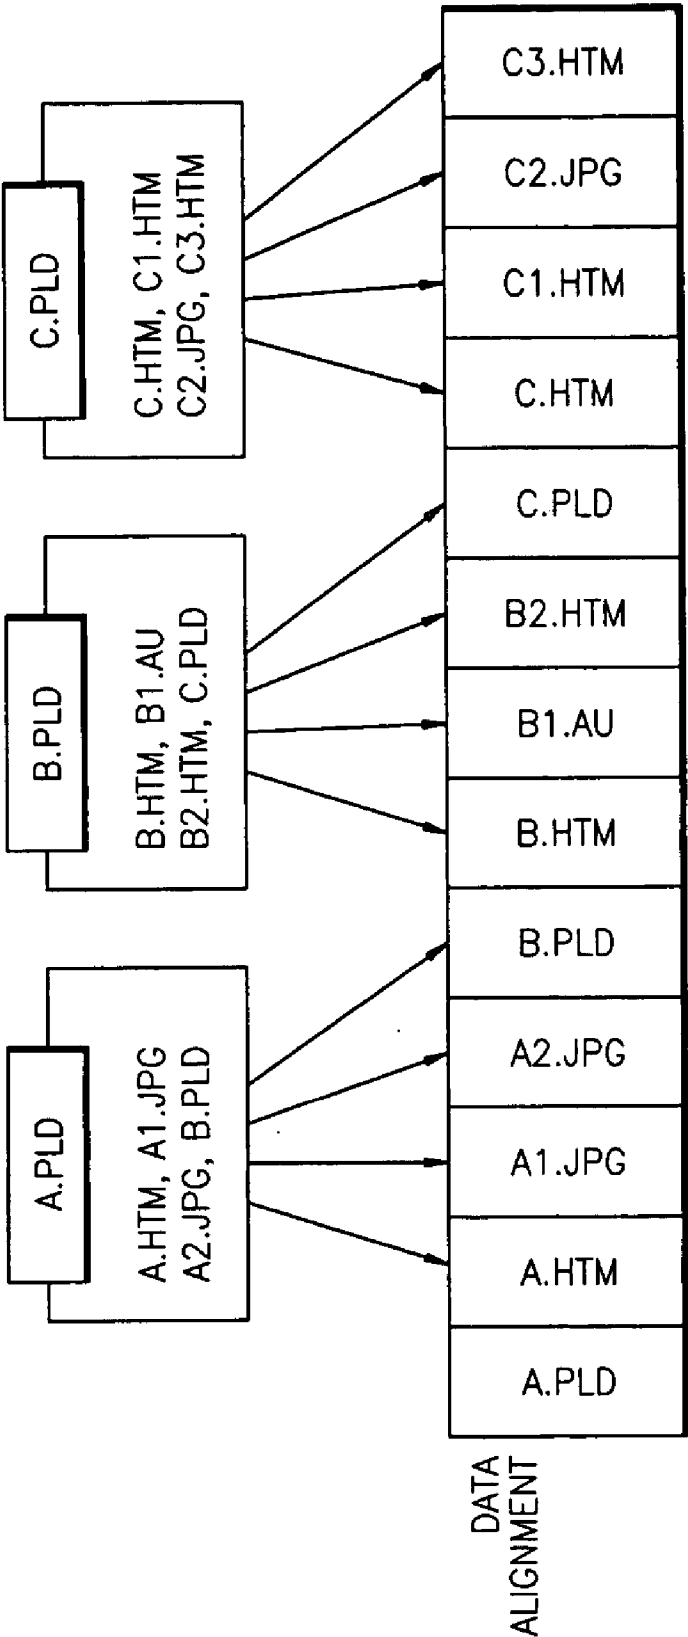 A.PLD
A.HTM, A1.JPG
A2.JPG, B.PLD
B.PLD
B.HTM, B1.AU
B2.HTM, C.PLD
C.PLD
C.HTM, C1.HTM
C2.JPG, C3.HTM
DATA
ALIGNMENT
A.PLD
A.HTM
A1.JPG
A2.JPG
B.PLD
B.HTM
B1.AU
B2.HTM
C.PLD
C.HTM
C1.HTM
C2.JPG
C3.HTM